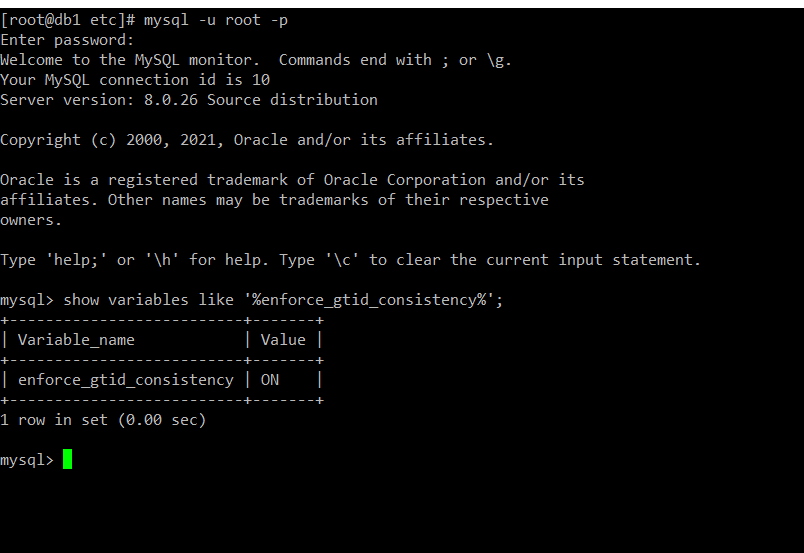 [root@db1 etc]# mysql -u root -p
Enter password:
Welcome to the MySQL monitor.  Commands end with ; or \g.
Your MySQL connection id is 10
Server version: 8.0.26 Source distribution
Copyright (c) 2000, 2021, Oracle and/or its affiliates.
Oracle is a registered trademark of Oracle Corporation and/or its
affiliates. Other names may be trademarks of their respective
owners.
Type 'help;' or '\h' for help. Type '\c' to clear the current input statement.
mysql> show variables like '%enforce_gtid_consistency%';
+--------------------------+-------+
| Variable_name            | Value |
+--------------------------+-------+
| enforce_gtid_consistency | ON    |
+--------------------------+-------+
1 row in set (0.00 sec)
mysql>